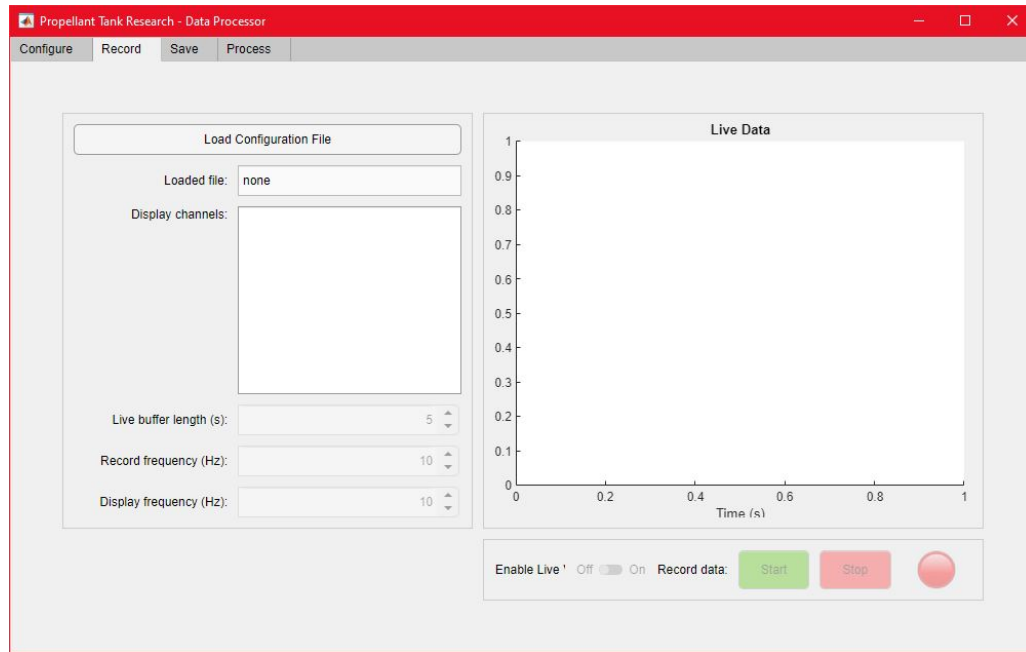 Propellant Tank Research - Data Processor
Configure Record Save Process
Load Configuration File
Loaded file: none
Display channels:
Live buffer length (s): 5
Record frequency (Hz): 10
Display frequency (Hz): 10
Live Data
1
0.9
0.8
0.7
0.6
0.5
0.4
0.3
0.2
0.1
0
0 0.2 0.4 0.6 0.8 1
Time (s)
Enable Live Off On Record data: Start Stop